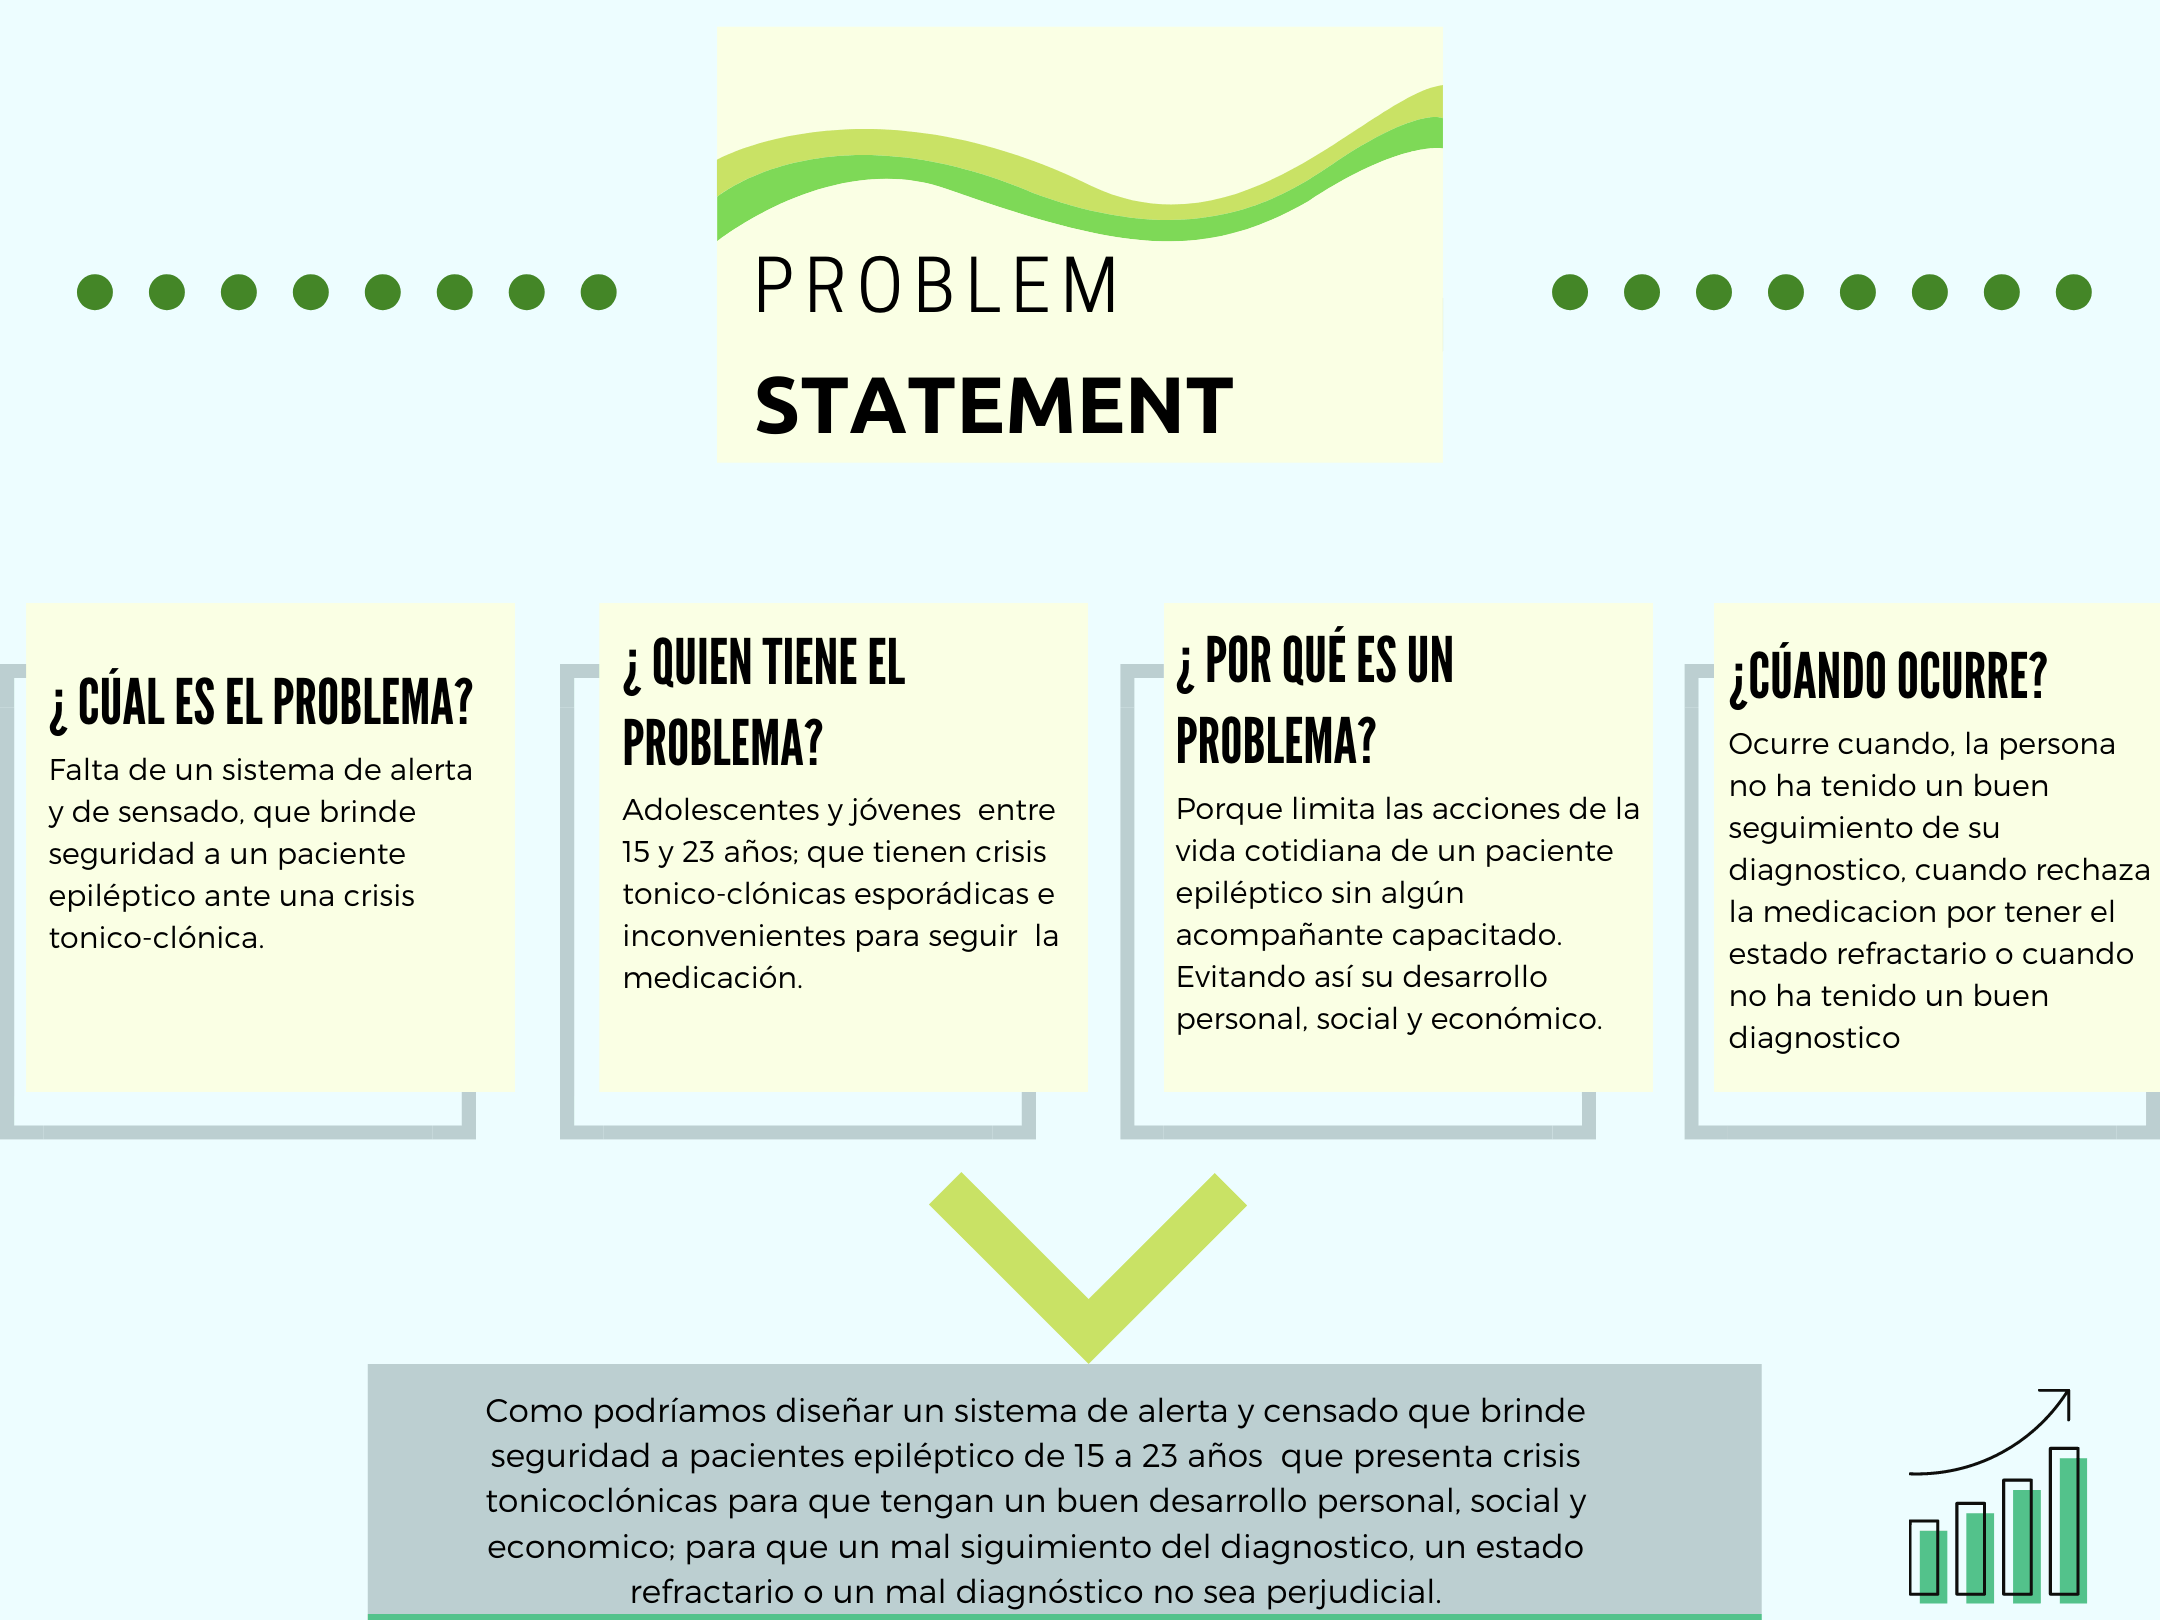 PROBLEM
STATEMENT
¿ CÚAL ES EL PROBLEMA?
Falta de un sistema de alerta
y de sensado, que brinde
seguridad a un paciente
epiléptico ante una crisis
tonico-clónica.
¿ QUIEN TIENE EL
PROBLEMA?
Adolescentes y jóvenes  entre
15 y 23 años; que tienen crisis
tonico-clónicas esporádicas e
inconvenientes para seguir  la
medicación.
¿ POR QUÉ ES UN
PROBLEMA?
Porque limita las acciones de la
vida cotidiana de un paciente
epiléptico sin algún
acompañante capacitado.
Evitando así su desarrollo
personal, social y económico.
¿CÚANDO OCURRE?
Ocurre cuando, la persona
no ha tenido un buen
seguimiento de su
diagnostico, cuando rechaza
la medicacion por tener el
estado refractario o cuando
no ha tenido un buen
diagnostico
Como podríamos diseñar un sistema de alerta y censado que brinde
seguridad a pacientes epiléptico de 15 a 23 años  que presenta crisis
tonicoclónicas para que tengan un buen desarrollo personal, social y
economico; para que un mal siguimiento del diagnostico, un estado
refractario o un mal diagnóstico no sea perjudicial.